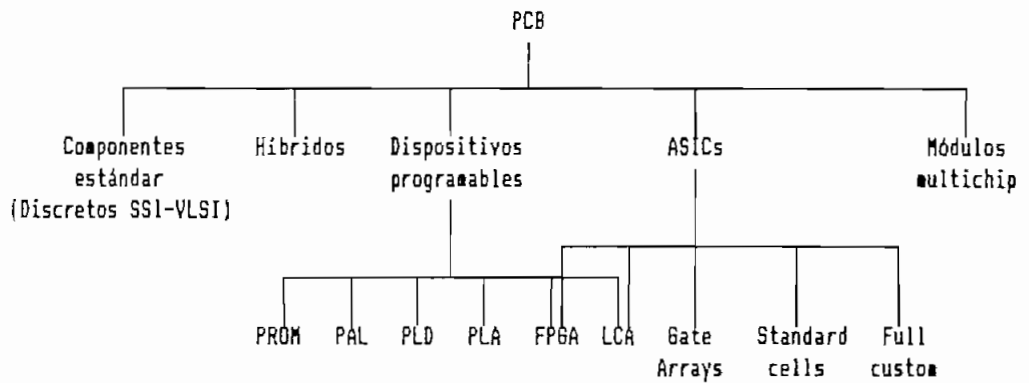 PCB
Componentes Híbridos Dispositivos ASICs Módulos
estándar programables multichip
(Discretos SSI-VLSI)
PROM PAL PLD PLA FPGA LCA Gate Standard Full
Arrays cells custom